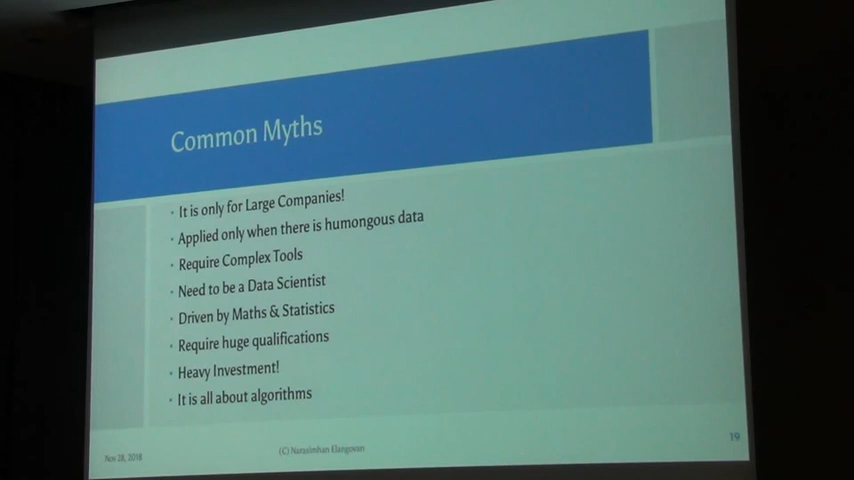 Common Myths
• It is only for Large Companies!
• Applied only when there is humongous data
• Require Complex Tools
• Need to be a Data Scientist
• Driven by Maths & Statistics
• Require huge qualifications
• Heavy Investment!
• It is all about algorithms
Nov 28, 2018
(C) Narasimhan Elangovan
19